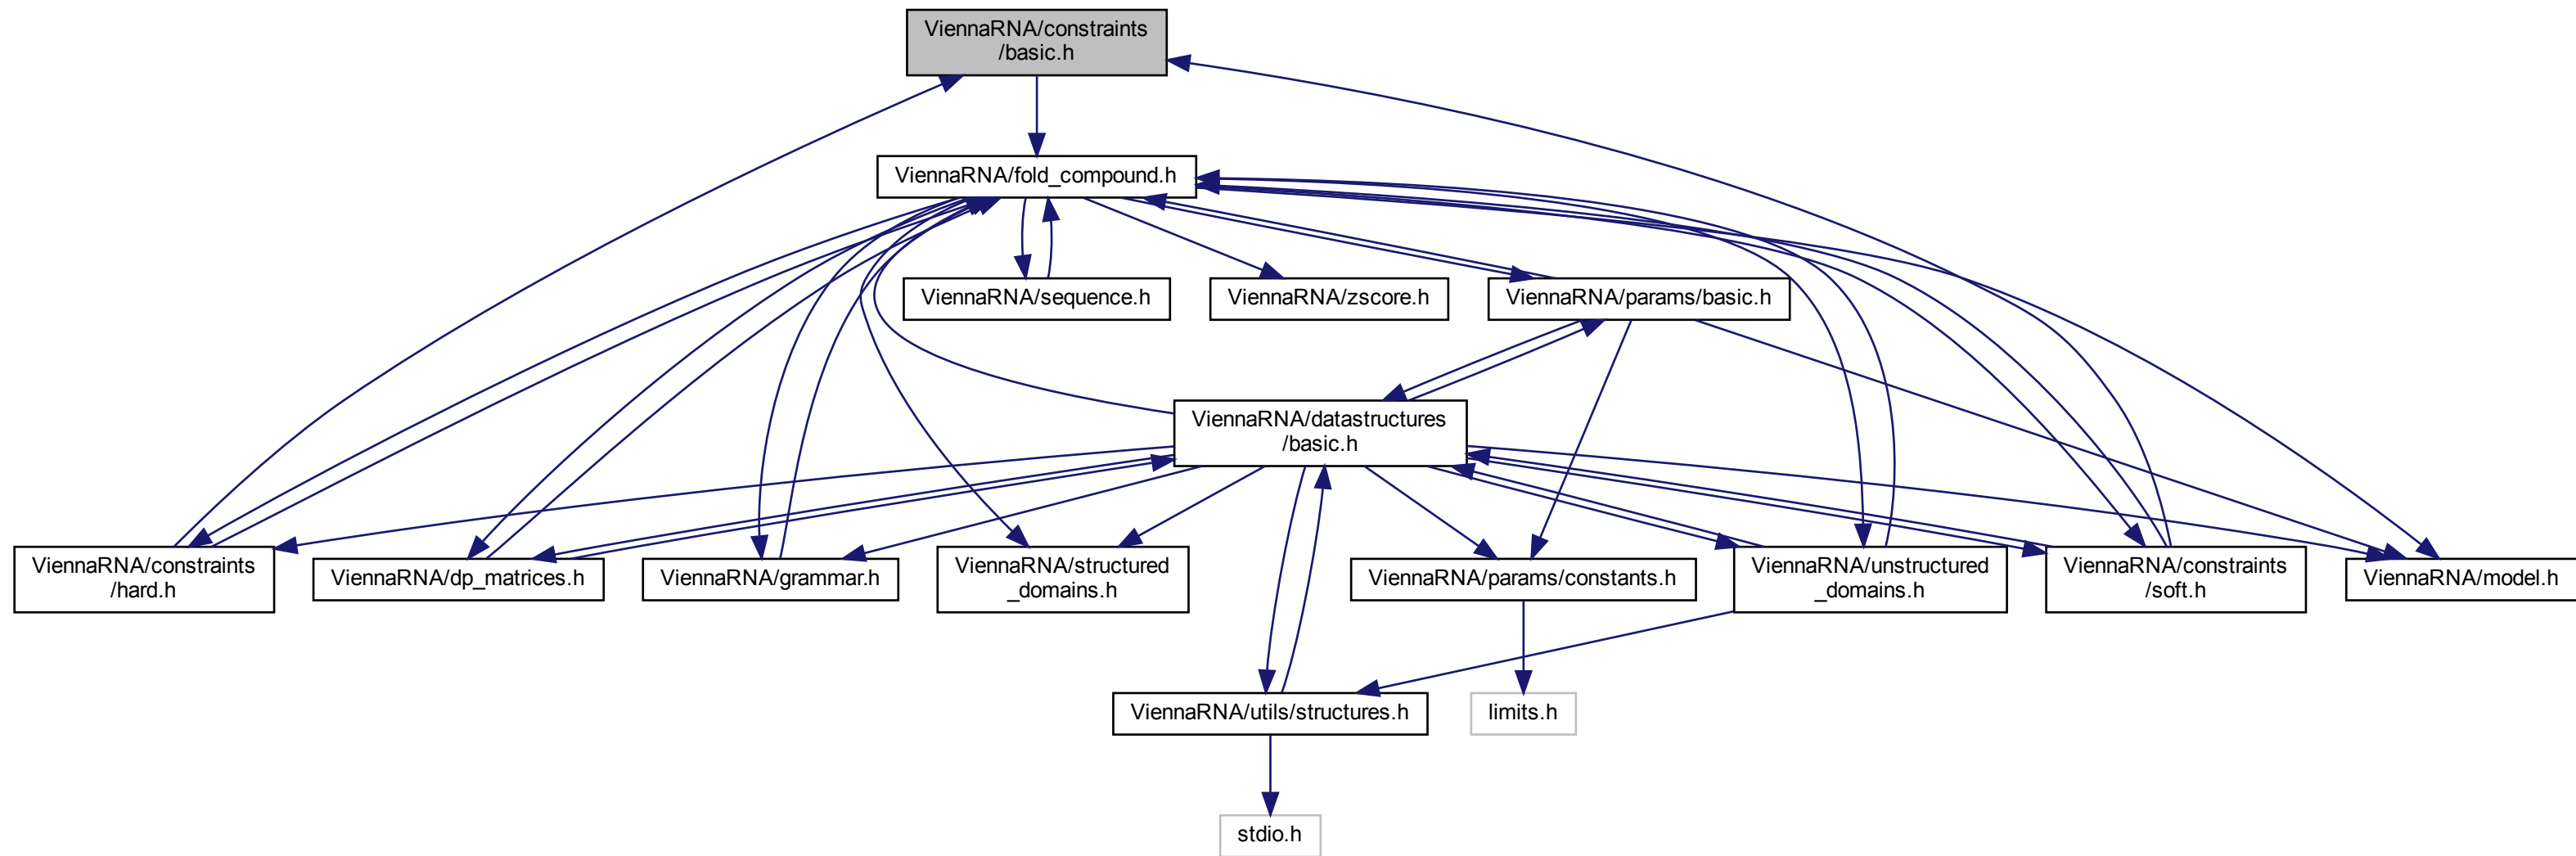 ViennaRNA/constraints
/basic.h
ViennaRNA/fold_compound.h
ViennaRNA/sequence.h
ViennaRNA/zscore.h
ViennaRNA/params/basic.h
ViennaRNA/datastructures
/basic.h
ViennaRNA/constraints
/hard.h
ViennaRNA/dp_matrices.h
ViennaRNA/grammar.h
ViennaRNA/structured
_domains.h
ViennaRNA/params/constants.h
ViennaRNA/unstructured
_domains.h
ViennaRNA/constraints
/soft.h
ViennaRNA/model.h
ViennaRNA/utils/structures.h
limits.h
stdio.h